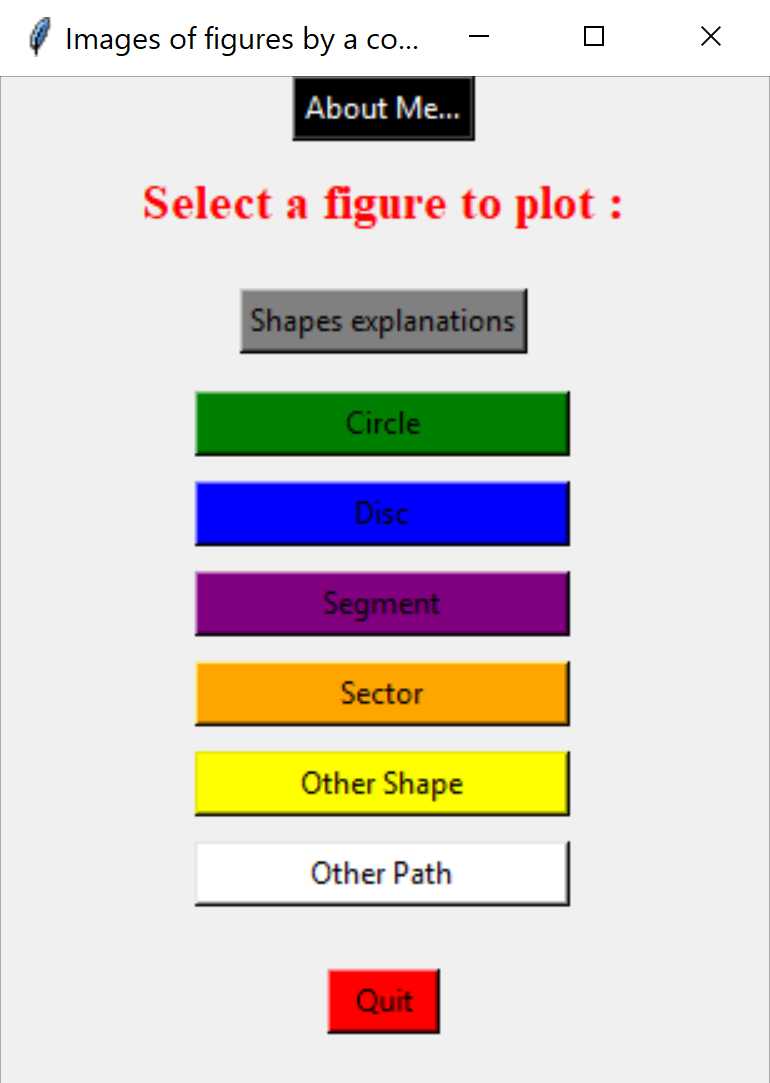 Images of figures by a co...
About Me...
Select a figure to plot :
Shapes explanations
Circle
Disc
Segment
Sector
Other Shape
Other Path
Quit